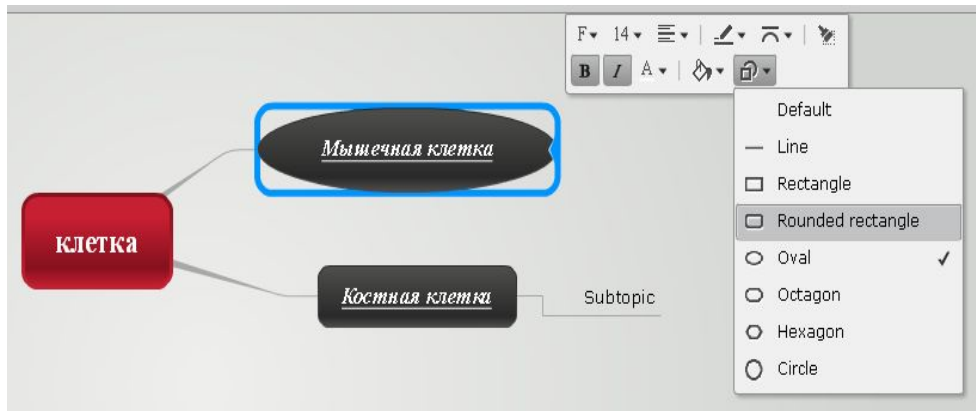 F 14
B I A
Default
Line
Rectangle
Rounded rectangle
Oval
Octagon
Hexagon
Circle
Мышечная клетка
клетка
Костная клетка
Subtopic